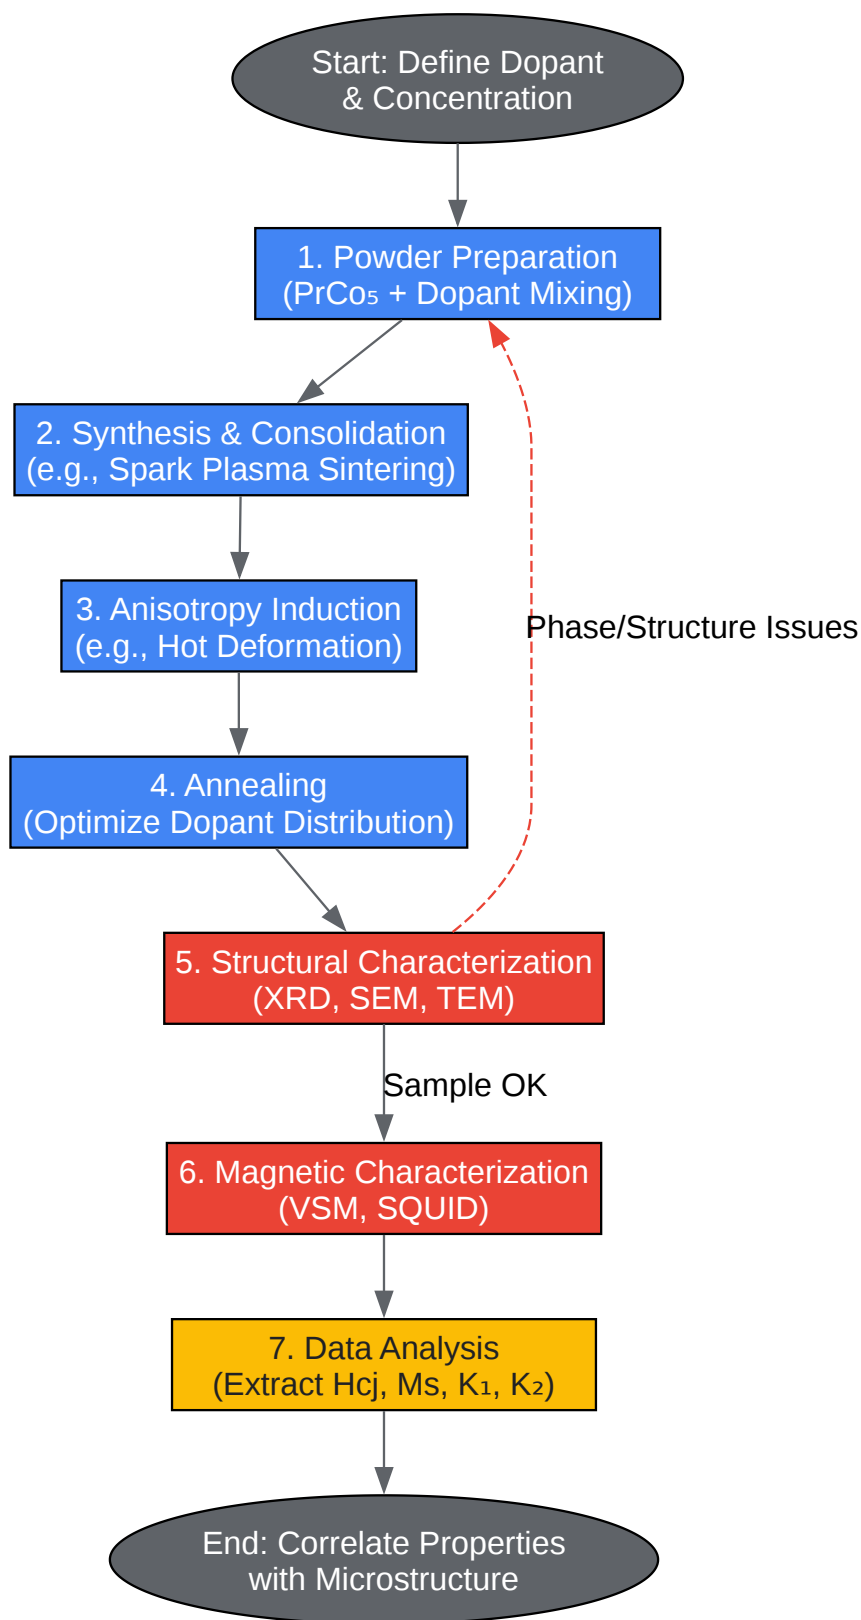 Start: Define Dopant
& Concentration
1. Powder Preparation
(PrCo₅ + Dopant Mixing)
2. Synthesis & Consolidation
(e.g., Spark Plasma Sintering)
3. Anisotropy Induction
(e.g., Hot Deformation)
Phase/Structure Issues
4. Annealing
(Optimize Dopant Distribution)
5. Structural Characterization
(XRD, SEM, TEM)
Sample OK
6. Magnetic Characterization
(VSM, SQUID)
7. Data Analysis
(Extract Hcj, Ms, K₁, K₂)
End: Correlate Properties
with Microstructure